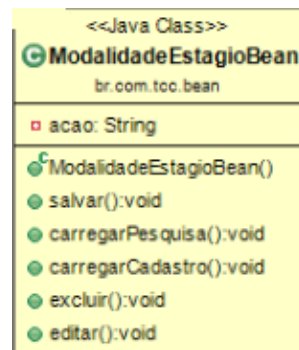 <<Java Class>>
C ModalidadeEstagioBean
br.com.tcc.bean
acao: String
C ModalidadeEstagioBean()
salvar():void
carregarPesquisa():void
carregarCadastro():void
excluir():void
editar():void